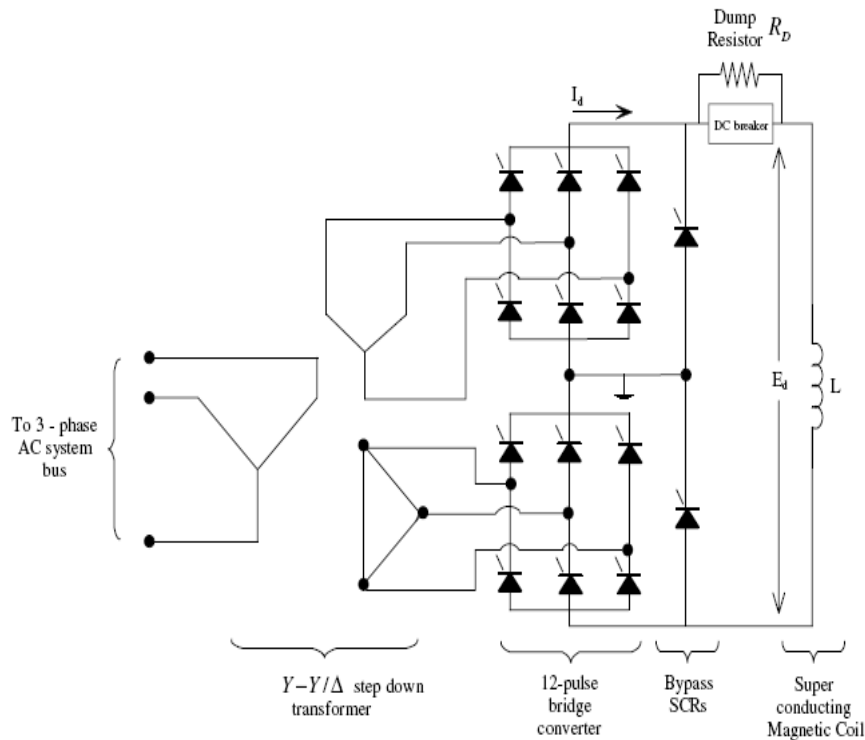 Dump
Resistor R_D
I_d
DC breaker
E_d
L
To 3 - phase
AC system
bus
Y−Y/Δ step down
transformer
12-pulse
bridge
converter
Bypass
SCRs
Super
conducting
Magnetic Coil